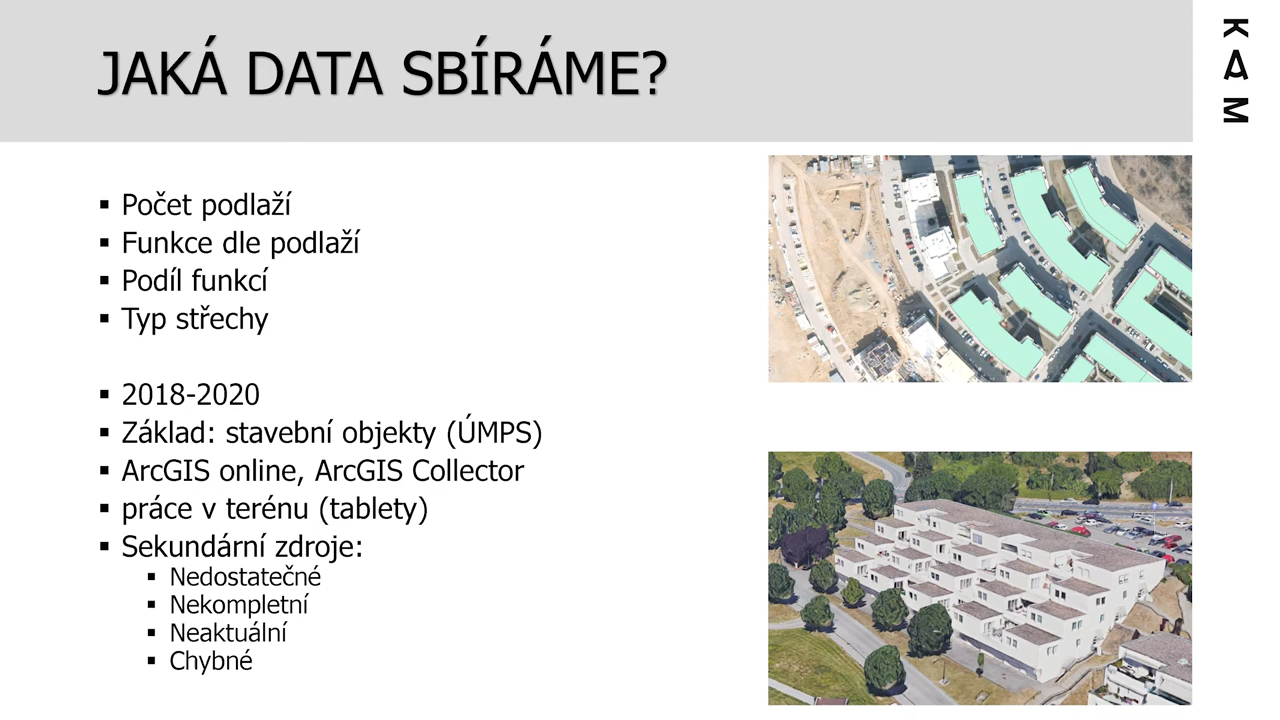 JAKÁ DATA SBÍRÁME?
KAM
Počet podlaží
Funkce dle podlaží
Podíl funkcí
Typ střechy
2018-2020
Základ: stavební objekty (ÚMPS)
ArcGIS online, ArcGIS Collector
práce v terénu (tablety)
Sekundární zdroje:
Nedostatečné
Nekompletní
Neaktuální
Chybné